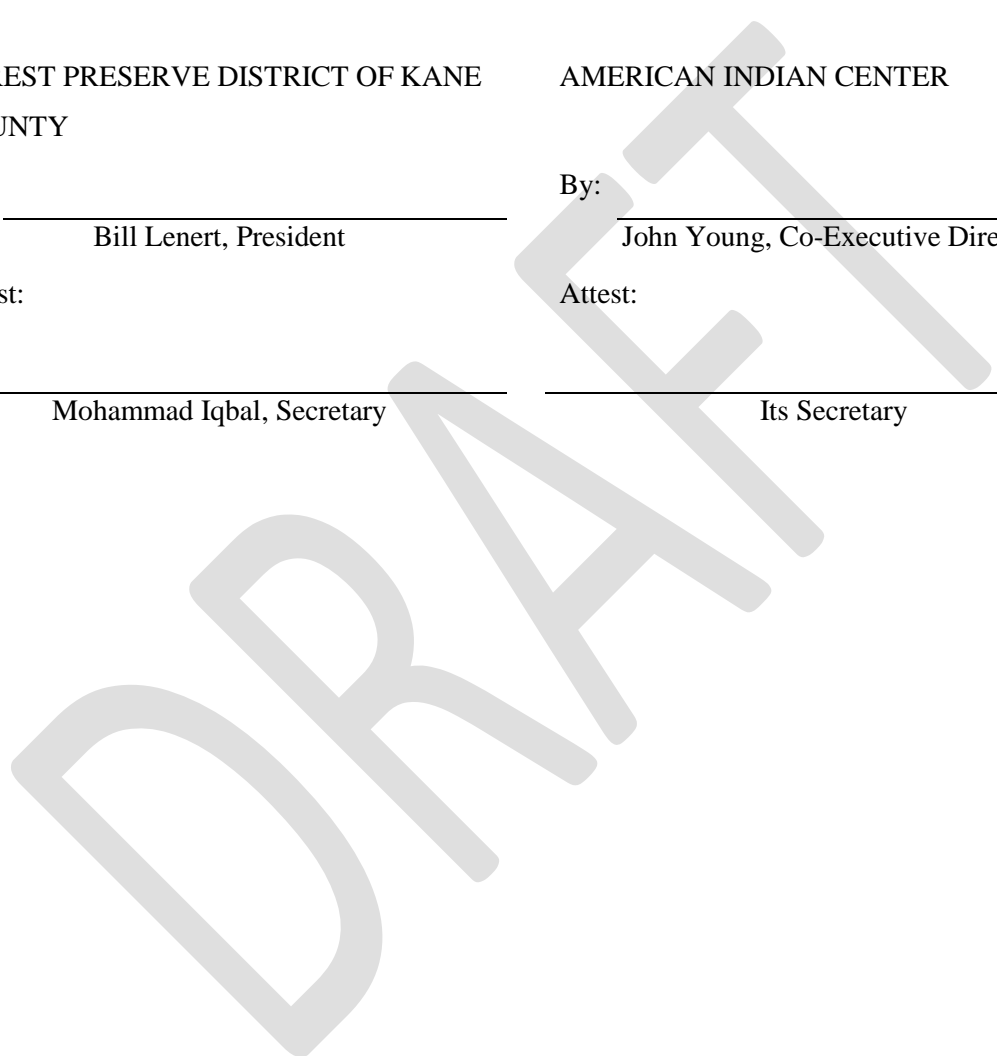 REST PRESERVE DISTRICT OF KANE
UNTY
Bill Lenert, President
st:
Mohammad Iqbal, Secretary
AMERICAN INDIAN CENTER
By:
John Young, Co-Executive Dire
Attest:
Its Secretary
DRAFT